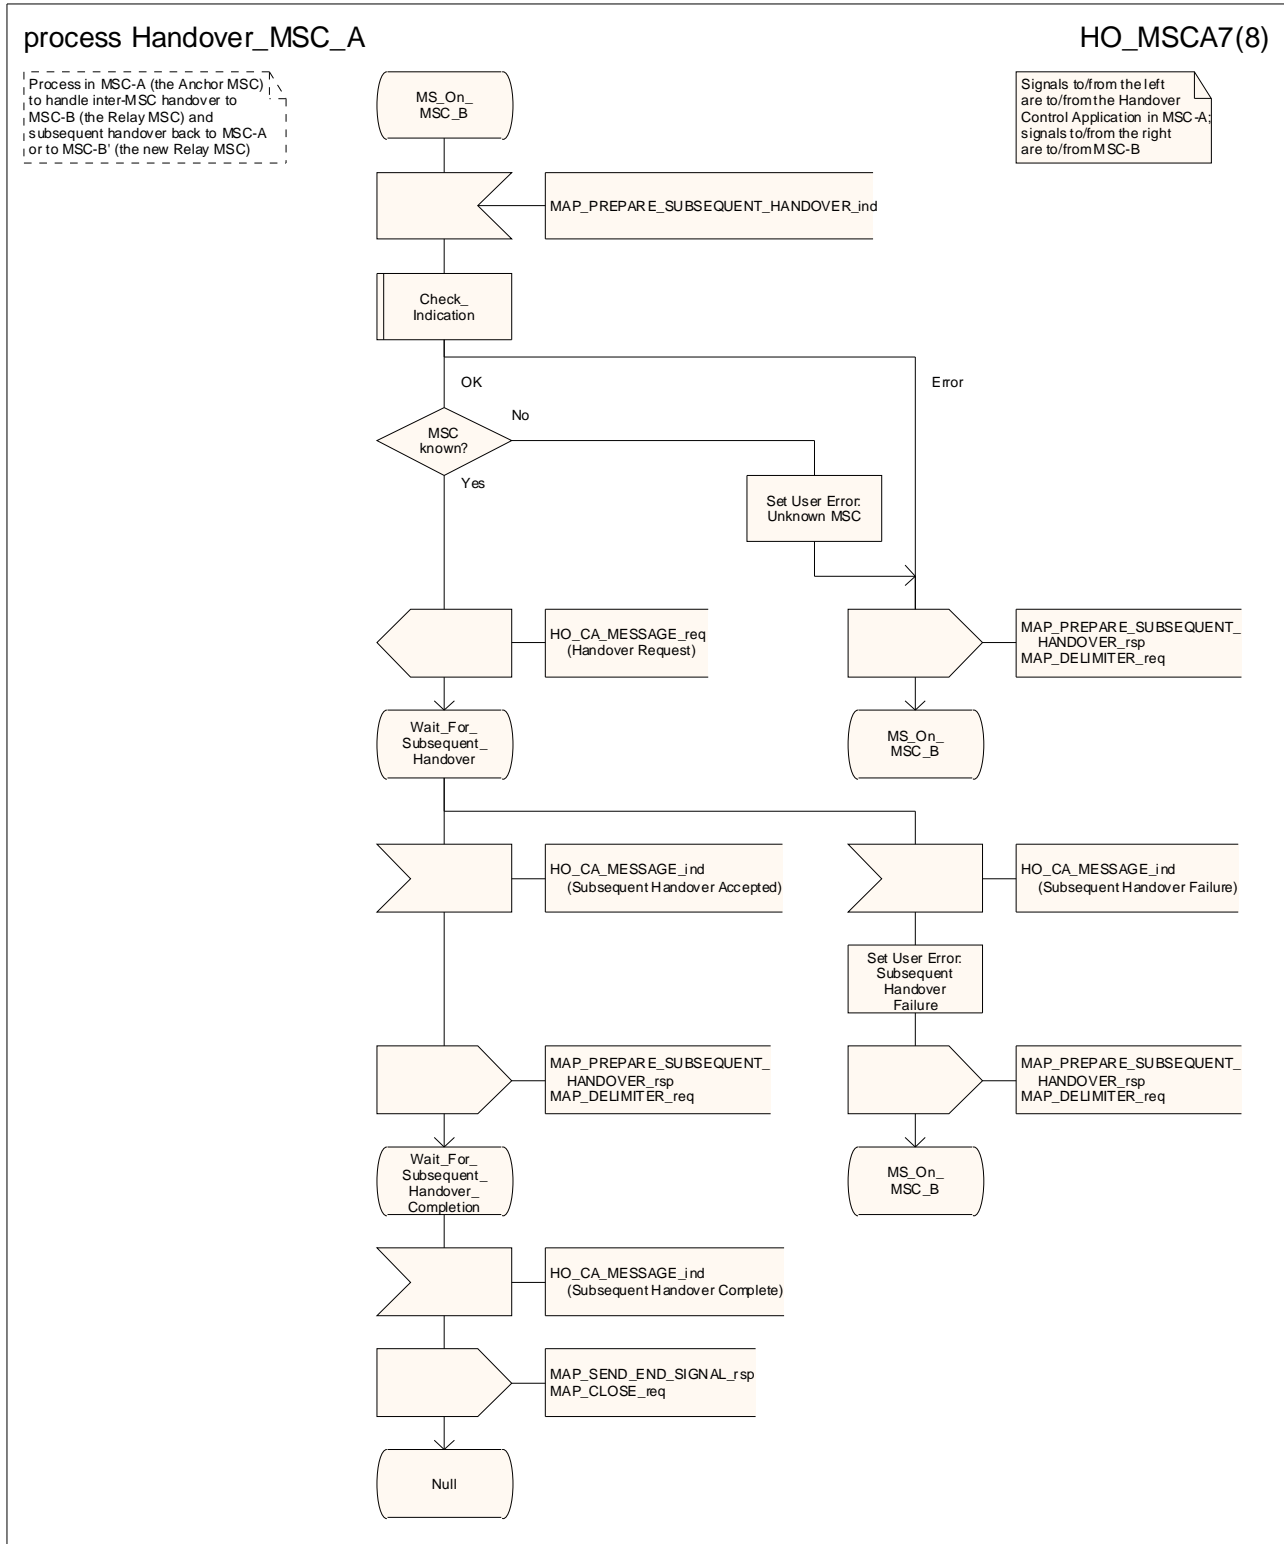 process Handover_MSC_A
HO_MSCA7(8)
Process in MSC-A (the Anchor MSC)
to handle inter-MSC handover to
MSC-B (the Relay MSC) and
subsequent handover back to MSC-A
or to MSC-B' (the new Relay MSC)
MS_On_
MSC_B
Signals to/from the left
are to/from the Handover
Control Application in MSC-A;
signals to/from the right
are to/from MSC-B
MAP_PREPARE_SUBSEQUENT_HANDOVER_ind
Check_
Indication
OK
Error
MSC
known?
No
Yes
Set User Error:
Unknown MSC
HO_CA_MESSAGE_req
(Handover Request)
MAP_PREPARE_SUBSEQUENT_
HANDOVER_rsp
MAP_DELIMITER_req
Wait_For_
Subsequent_
Handover
MS_On_
MSC_B
HO_CA_MESSAGE_ind
(Subsequent Handover Accepted)
HO_CA_MESSAGE_ind
(Subsequent Handover Failure)
Set User Error:
Subsequent
Handover
Failure
MAP_PREPARE_SUBSEQUENT_
HANDOVER_rsp
MAP_DELIMITER_req
MAP_PREPARE_SUBSEQUENT_
HANDOVER_rsp
MAP_DELIMITER_req
Wait_For_
Subsequent_
Handover_
Completion
MS_On_
MSC_B
HO_CA_MESSAGE_ind
(Subsequent Handover Complete)
MAP_SEND_END_SIGNAL_rsp
MAP_CLOSE_req
Null